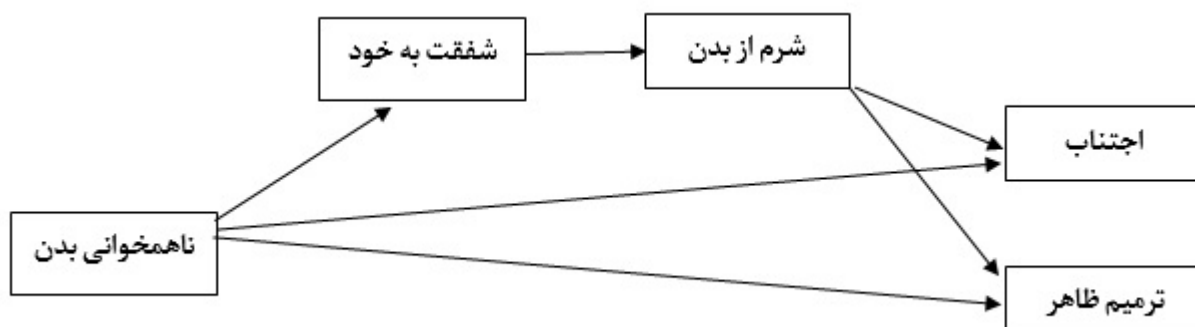 شفقت به خود
شرم از بدن
اجتناب
ناهمخوانی بدن
ترمیم ظاهر